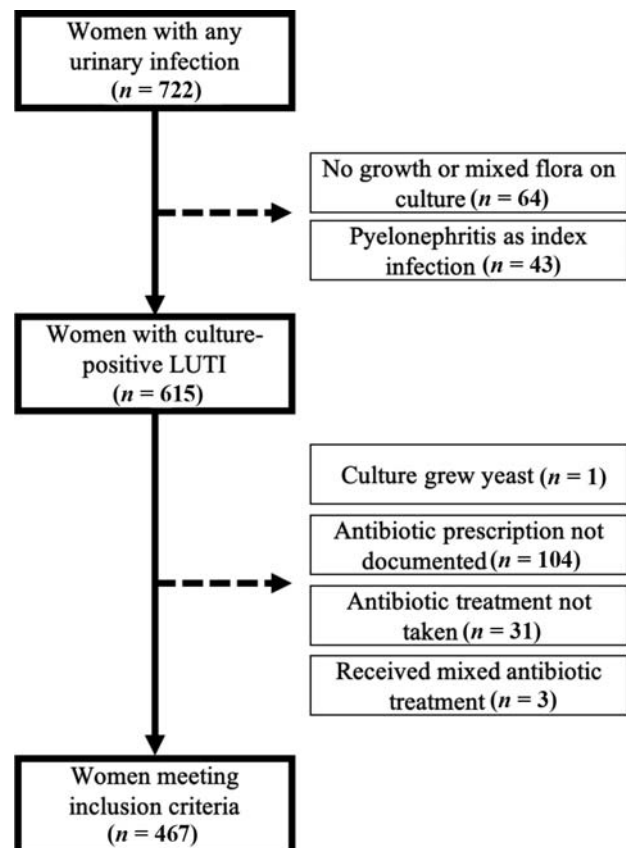 Women with any
urinary infection
(n = 722)
No growth or mixed flora on
culture (n = 64)
Pyelonephritis as index
infection (n = 43)
Women with culture-
positive LUTI
(n = 615)
Culture grew yeast (n = 1)
Antibiotic prescription not
documented (n = 104)
Antibiotic treatment not
taken (n = 31)
Received mixed antibiotic
treatment (n = 3)
Women meeting
inclusion criteria
(n = 467)